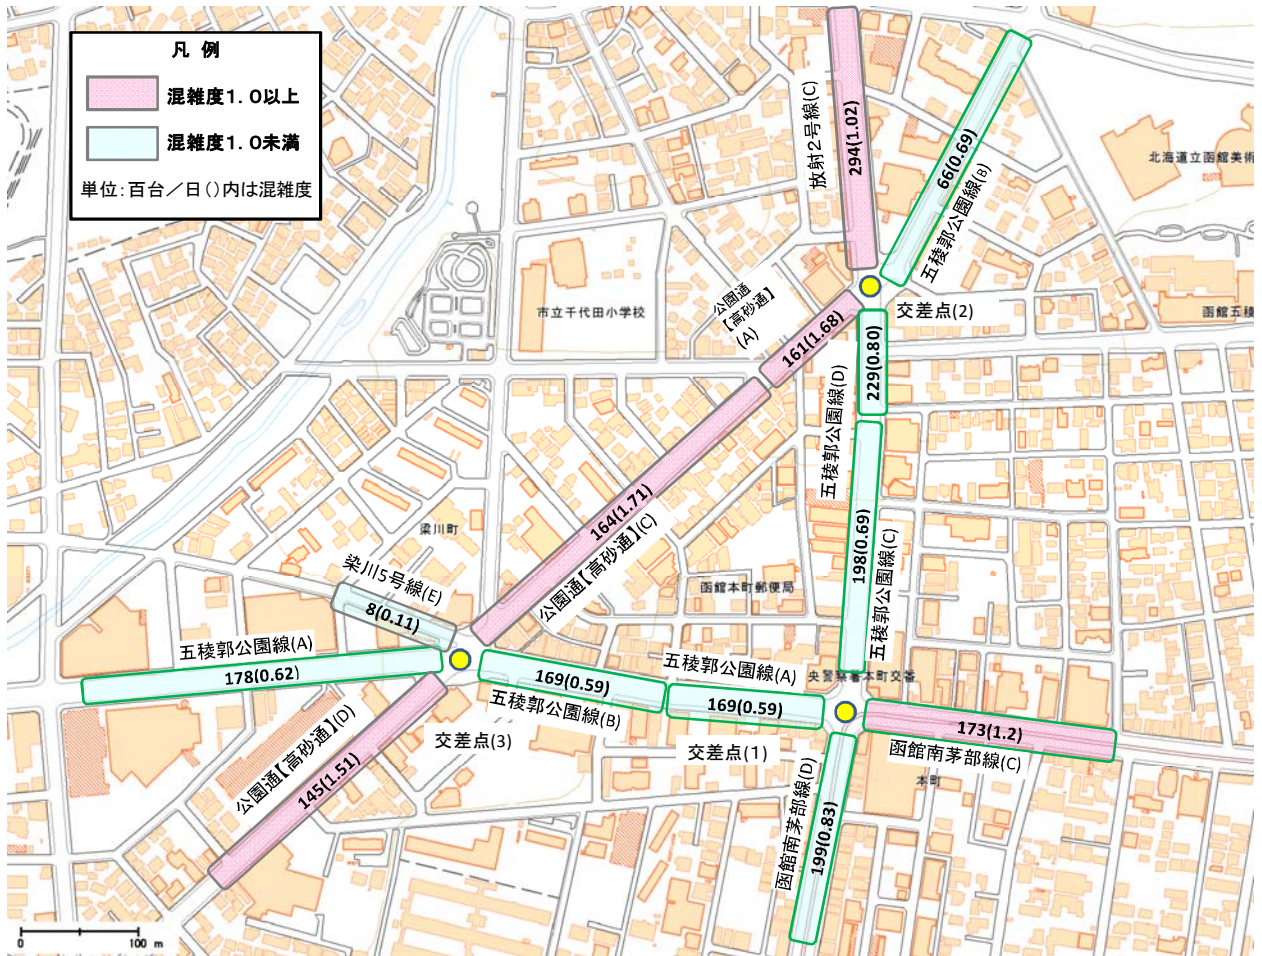 凡 例
混雑度1.0以上
混雑度1.0未満
単位:百台/日()内は混雑度
放射2号線(C)
294(1.02)
66(0.69)
五稜郭公園線(B)
北海道立函館美術
函館五稜
市立千代田小学校
公園通
【高砂通】
(A)
161(1.68)
交差点(2)
229(0.80)
五稜郭公園線(D)
164(1.71)
公園通【高砂通】(C)
梁川町
198(0.69)
五稜郭公園線(C)
函館本町郵便局
染川5号線(E)
8(0.11)
五稜郭公園線(A)
178(0.62)
169(0.59)
五稜郭公園線(B)
五稜郭公園線(A)
169(0.59)
央警察署本町交番
173(1.2)
函館南茅部線(C)
交差点(3)
交差点(1)
公園通【高砂通】(D)
145(1.51)
本町
函館南茅部線(D)
199(0.83)
0 100 m